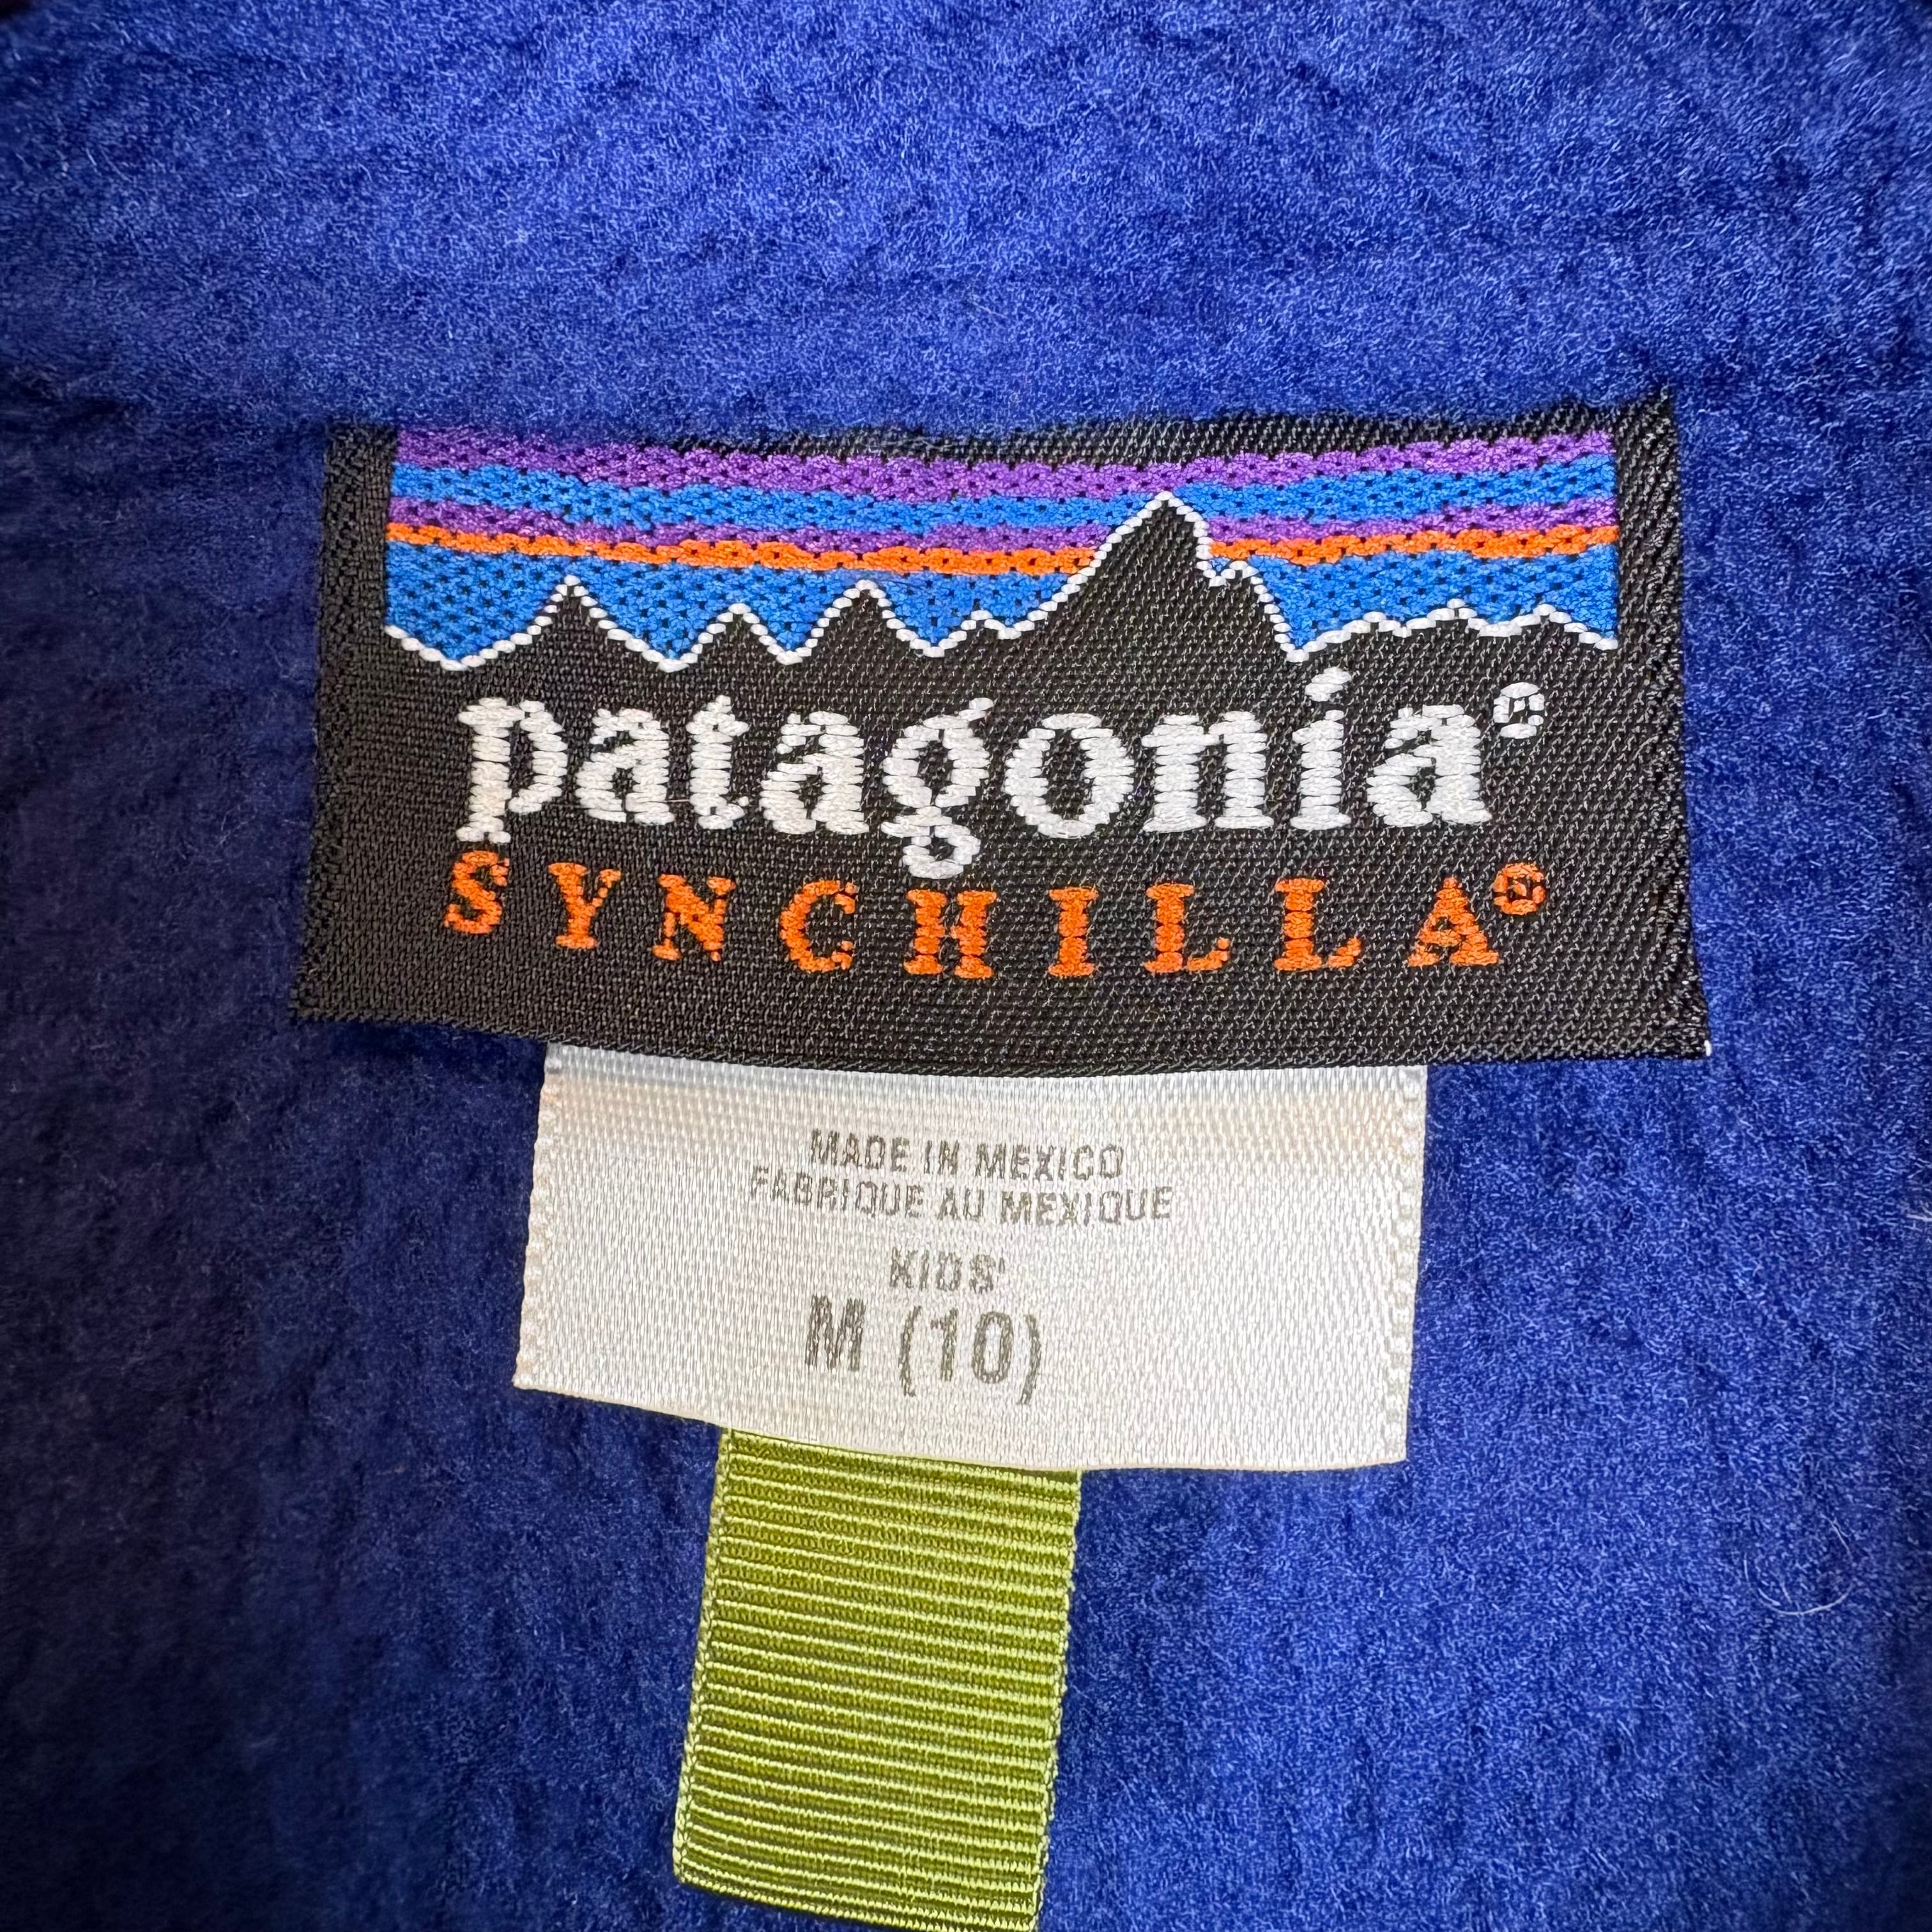 patagonia®
SYNCHILLA®
MADE IN MEXICO
FABRIQUE AU MEXIQUE
KIDS'
M (10)